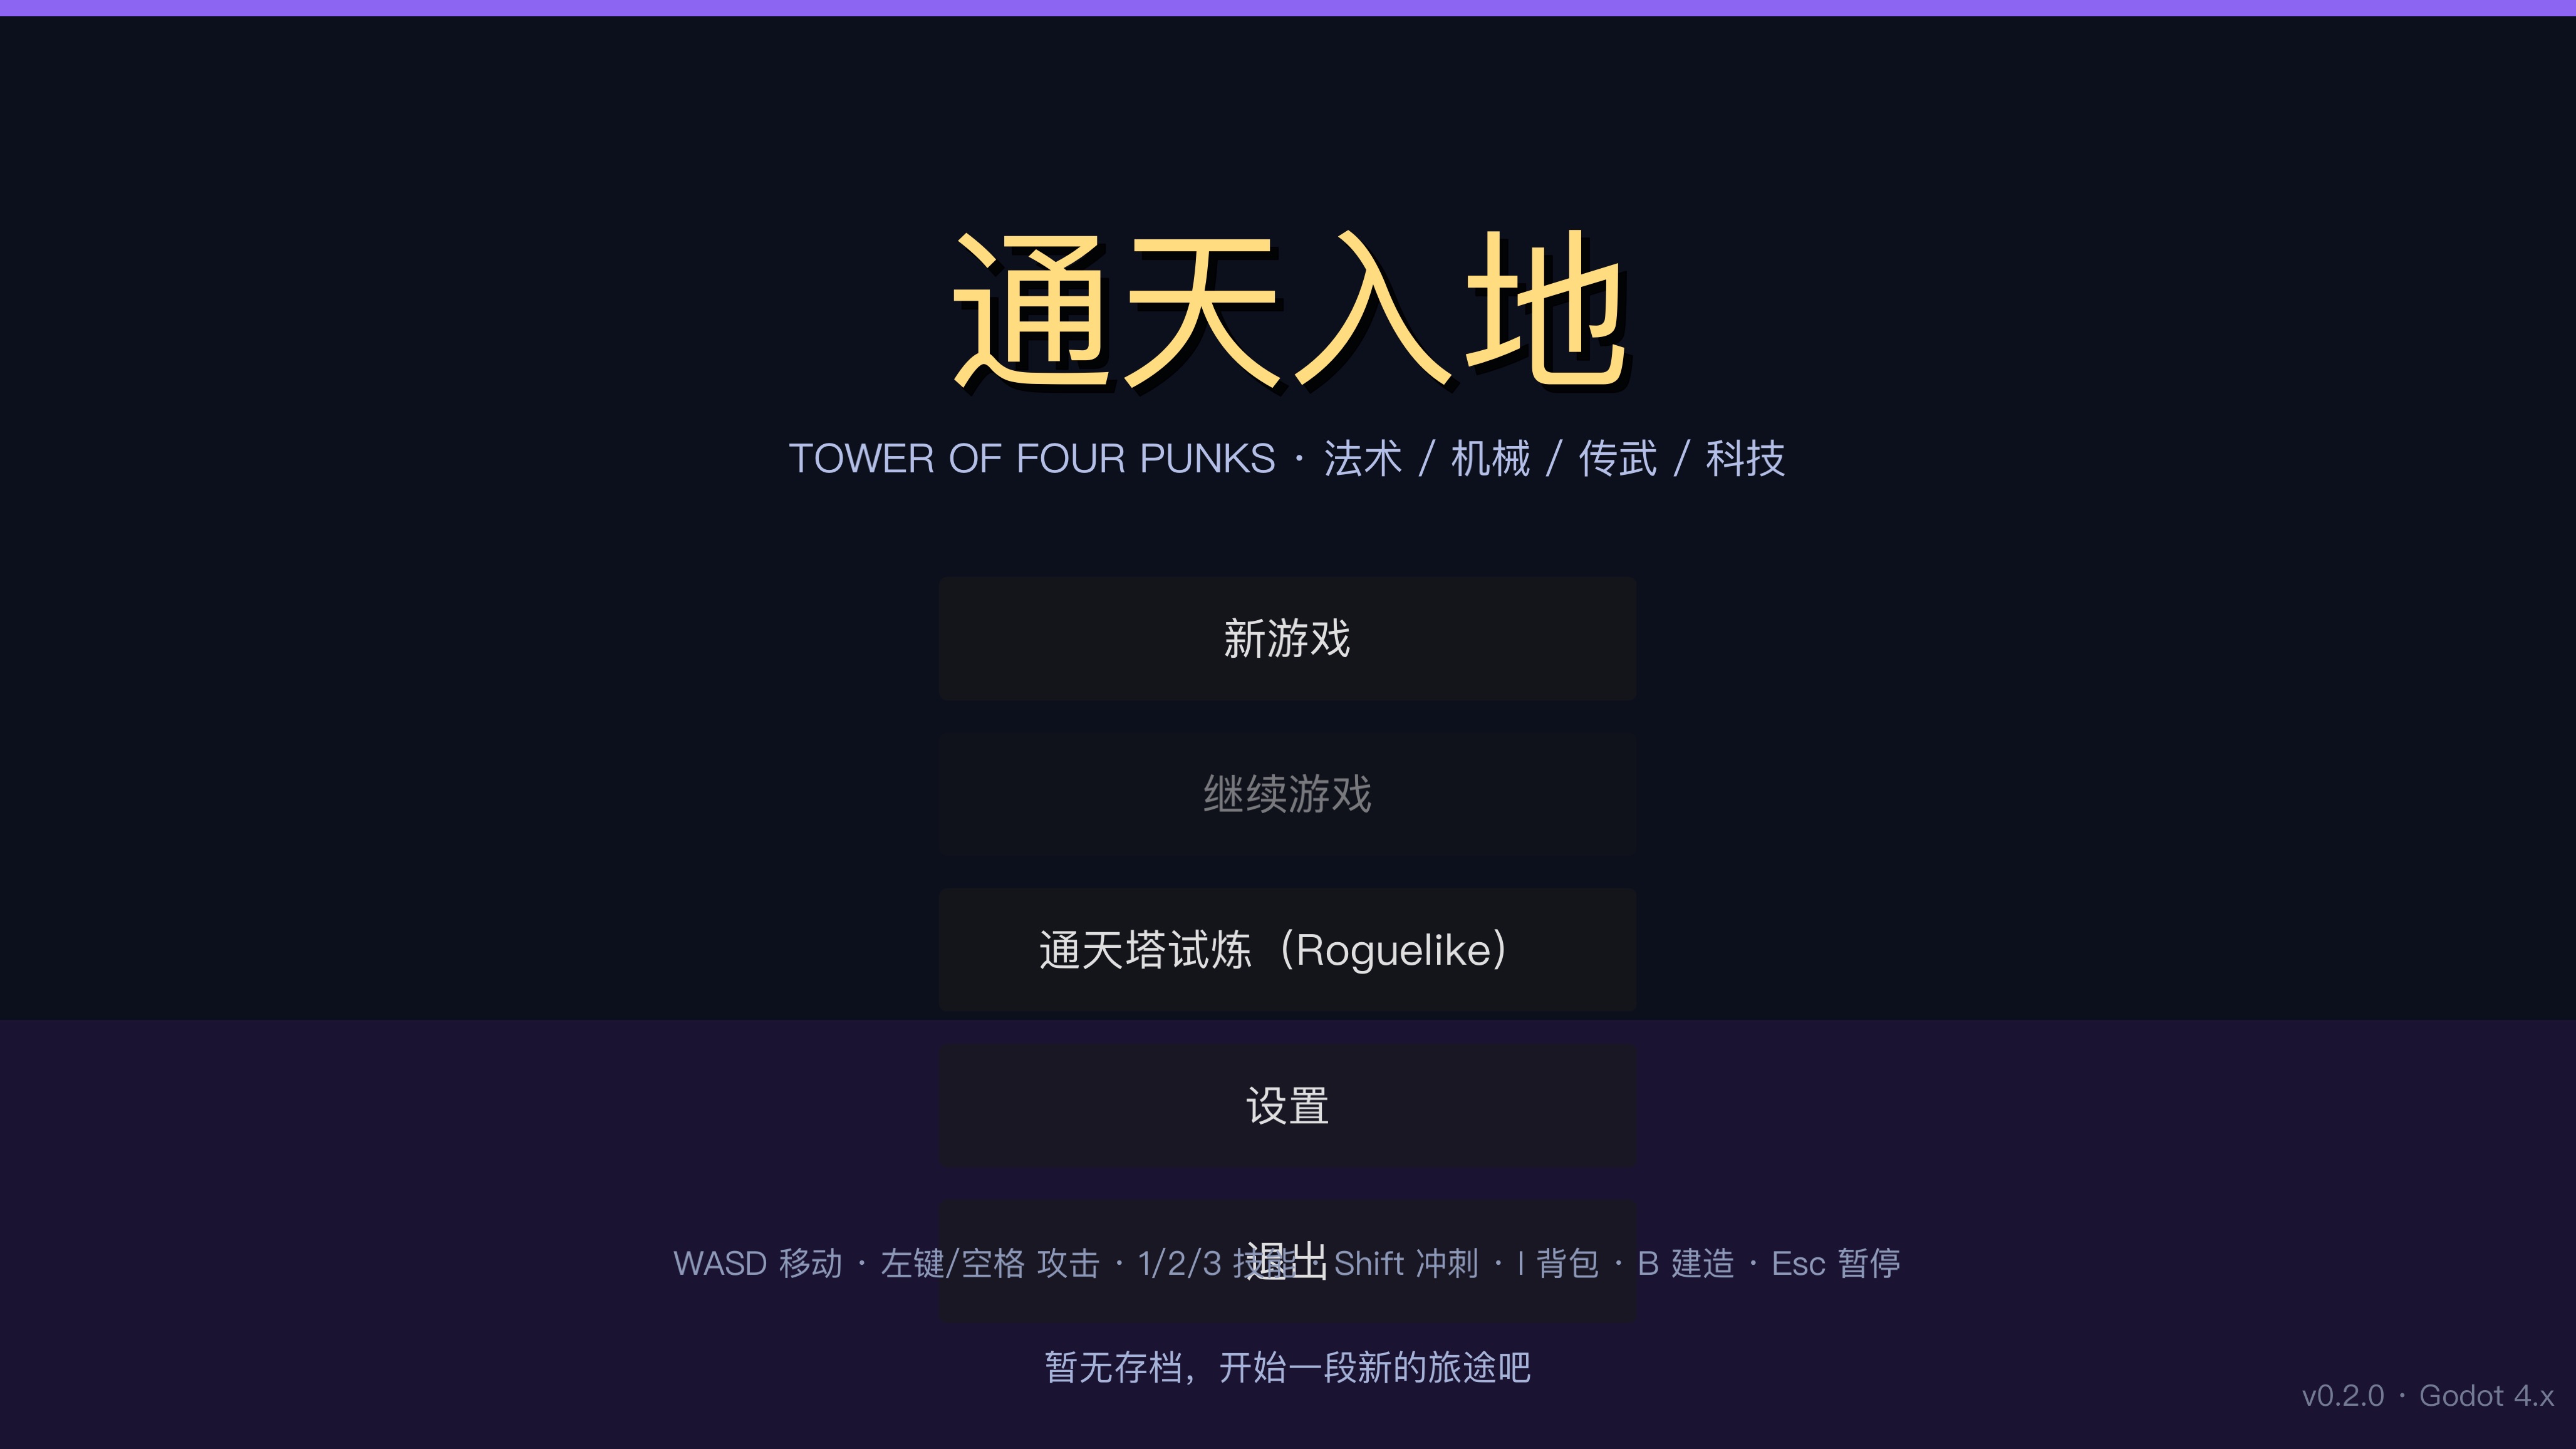 通天入地
TOWER OF FOUR PUNKS · 法术 / 机械 / 传武 / 科技
新游戏
继续游戏
通天塔试炼（Roguelike）
设置
退出
WASD 移动 · 左键/空格 攻击 · 1/2/3 技能 · Shift 冲刺 · I 背包 · B 建造 · Esc 暂停
暂无存档，开始一段新的旅途吧
v0.2.0 · Godot 4.x